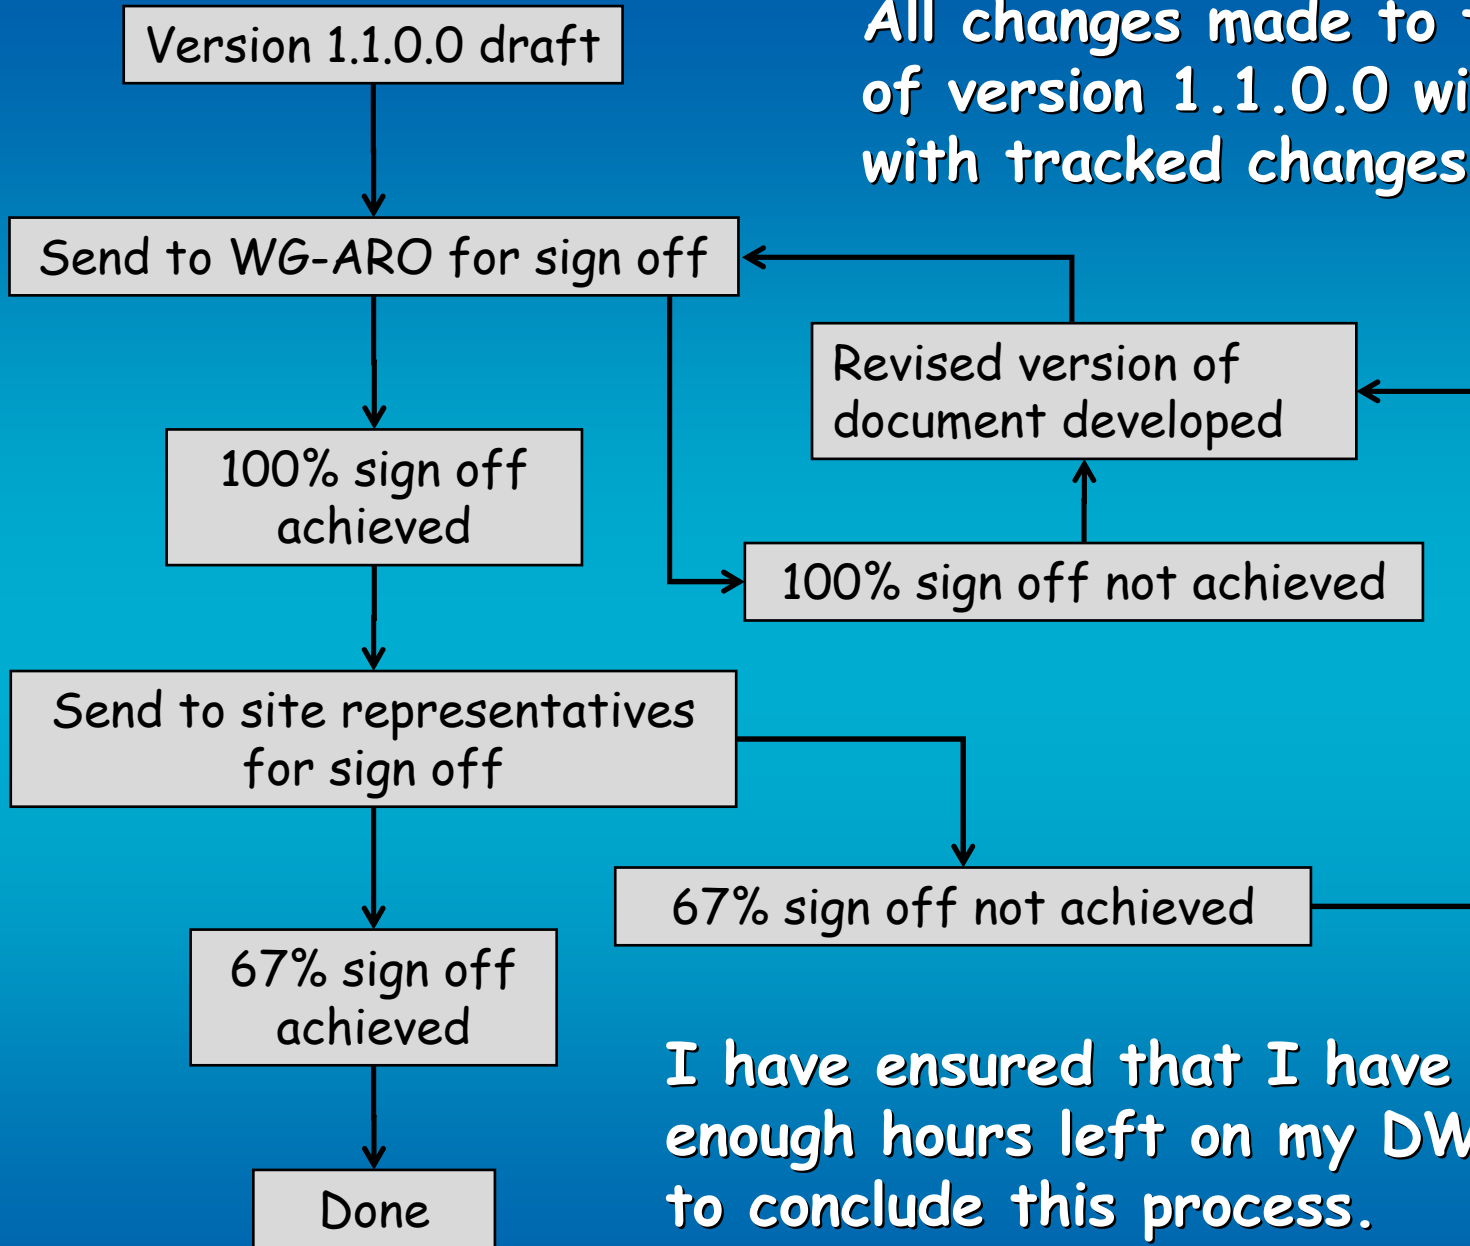 Version 1.1.0.0 draft
All changes made to
of version 1.1.0.0
with tracked changes
Send to WG-ARO for sign off
Revised version of
document developed
100% sign off
achieved
100% sign off not achieved
Send to site representatives
for sign off
67% sign off not achieved
67% sign off
achieved
I have ensured that I have
enough hours left on my
to conclude this process.
Done